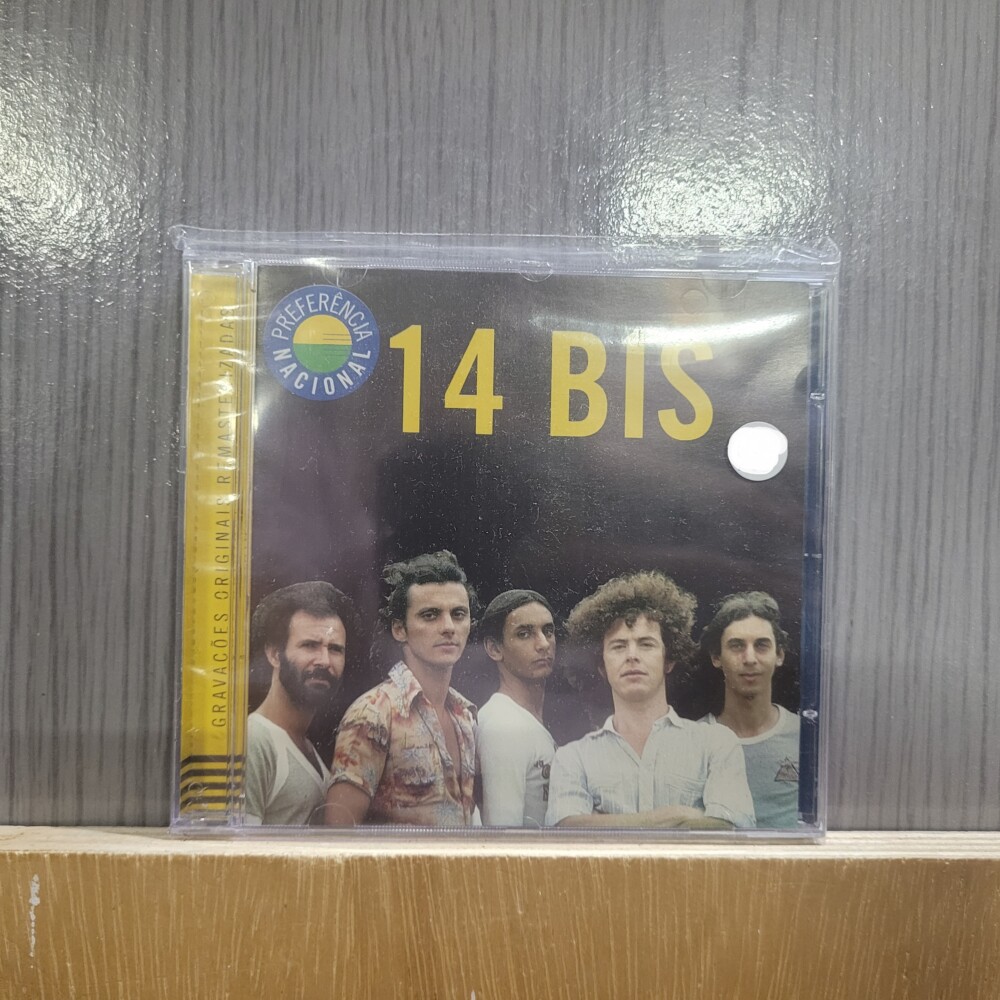 PREFERÊNCIA
NACIONAL
14 BIS
GRAVAÇÕES ORIGINAIS REMASTERIZADAS